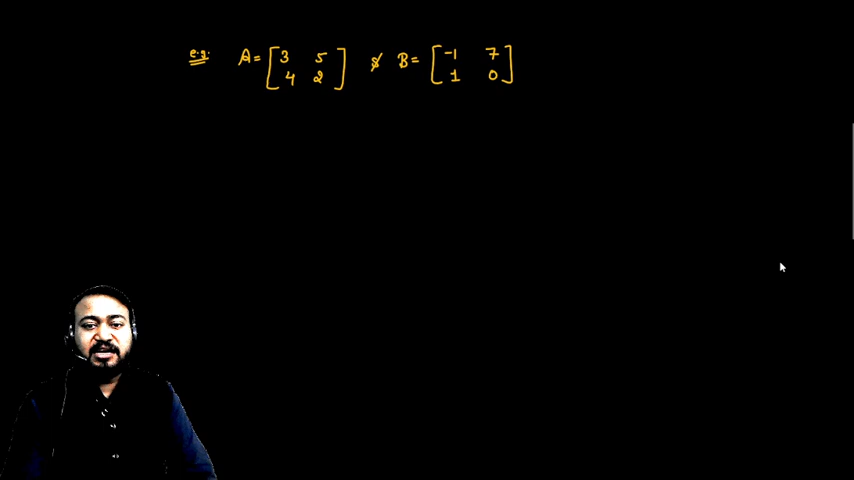 e.g. A = [3 5 & B = [-1 7
4 2] 1 0]